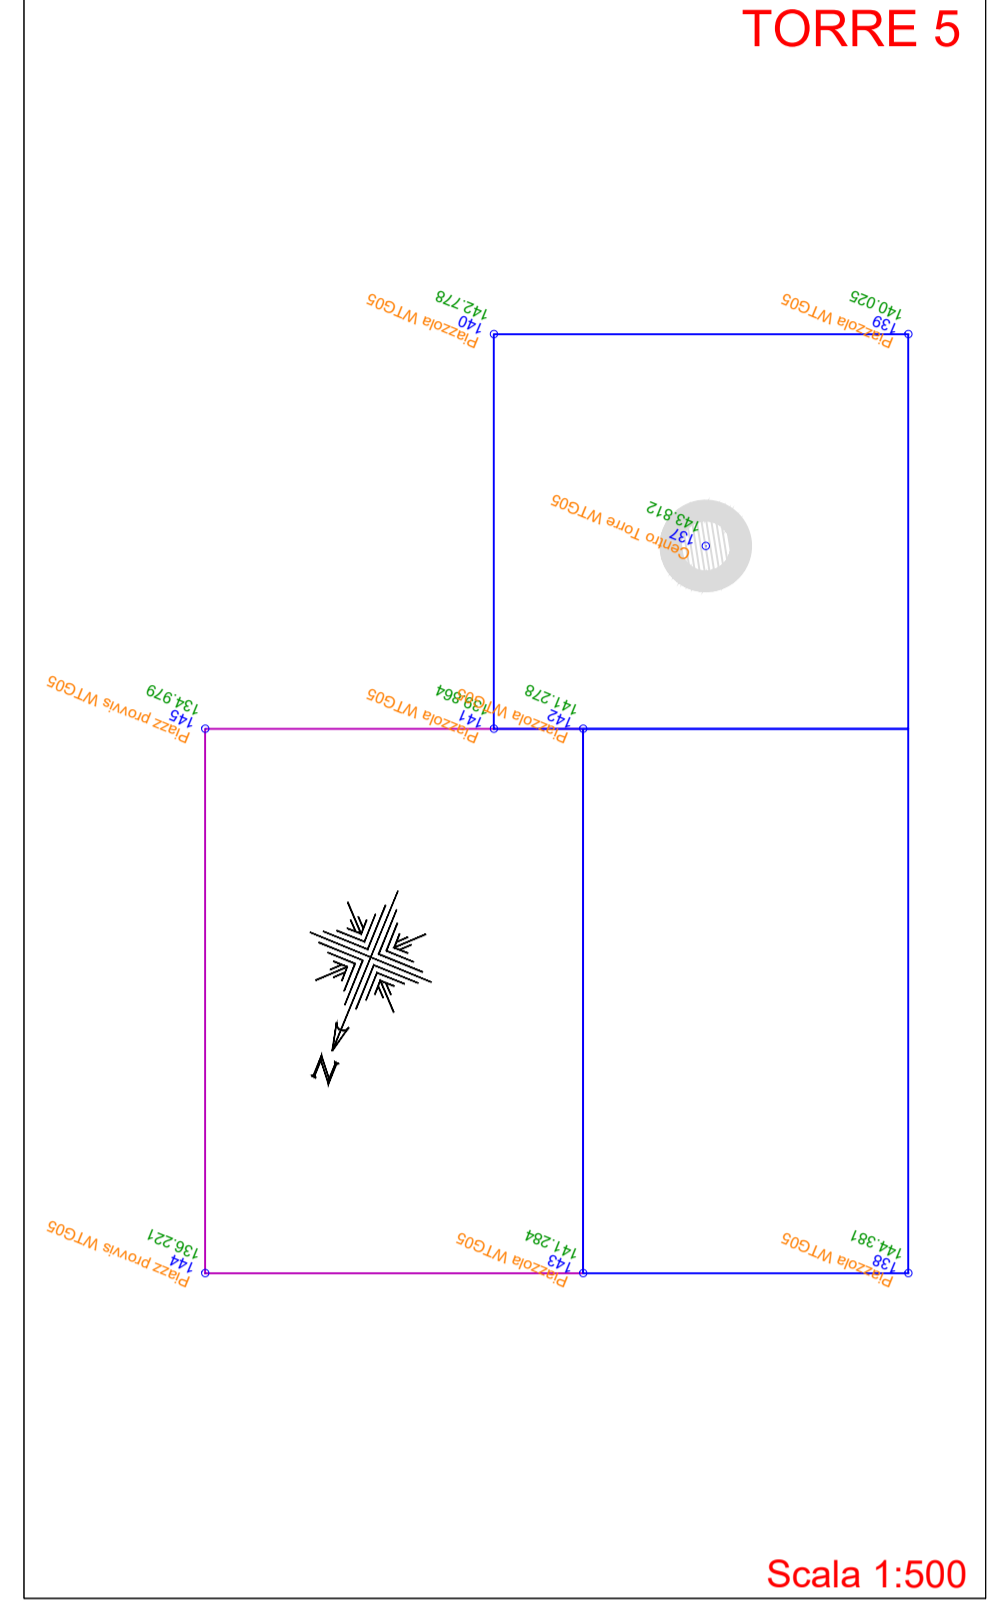 TORRE 5
142.778
140
Piazzola WTG05
140.025
139
Piazzola WTG05
143.812
137
Centro Torre WTG05
134.979
145
Piazz provvis WTG05
139.864
141
Piazzola WTG05
141.278
142
Piazzola WTG05
N
136.221
144
Piazz provvis WTG05
141.284
143
Piazzola WTG05
144.381
138
Piazzola WTG05
Scala 1:500